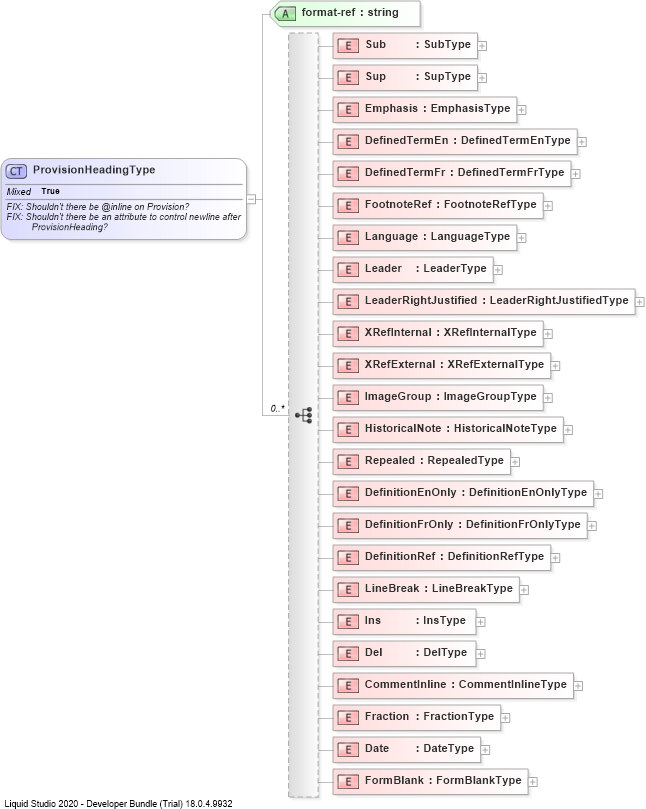 A format-ref : string
E Sub : SubType
E Sup : SupType
E Emphasis : EmphasisType
E DefinedTermEn : DefinedTermEnType
CT ProvisionHeadingType
E DefinedTermFr : DefinedTermFrType
Mixed True
FIX: Shouldn't there be @inline on Provision?
FIX: Shouldn't there be an attribute to control newline after
ProvisionHeading?
E FootnoteRef : FootnoteRefType
E Language : LanguageType
E Leader : LeaderType
E LeaderRightJustified : LeaderRightJustifiedType
E XRefInternal : XRefInternalType
E XRefExternal : XRefExternalType
E ImageGroup : ImageGroupType
0..*
E HistoricalNote : HistoricalNoteType
E Repealed : RepealedType
E DefinitionEnOnly : DefinitionEnOnlyType
E DefinitionFrOnly : DefinitionFrOnlyType
E DefinitionRef : DefinitionRefType
E LineBreak : LineBreakType
E Ins : InsType
E Del : DelType
E CommentInline : CommentInlineType
E Fraction : FractionType
E Date : DateType
E FormBlank : FormBlankType
Liquid Studio 2020 - Developer Bundle (Trial) 18.0.4.9932